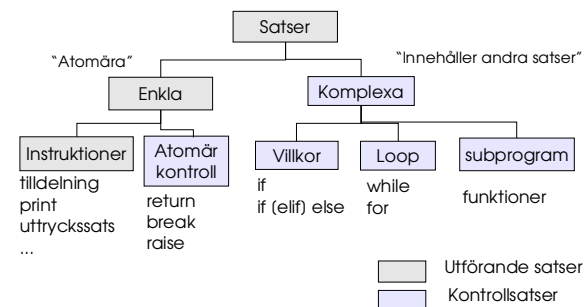 Satser
"Atomära"
"Innehåller andra satser"
Enkla
Komplexa
Instruktioner
Atomär
kontroll
Villkor
Loop
subprogram
tilldelning
print
uttryckssats
...
return
break
raise
if
if (elif) else
while
for
funktioner
Utförande satser
Kontrollsatser